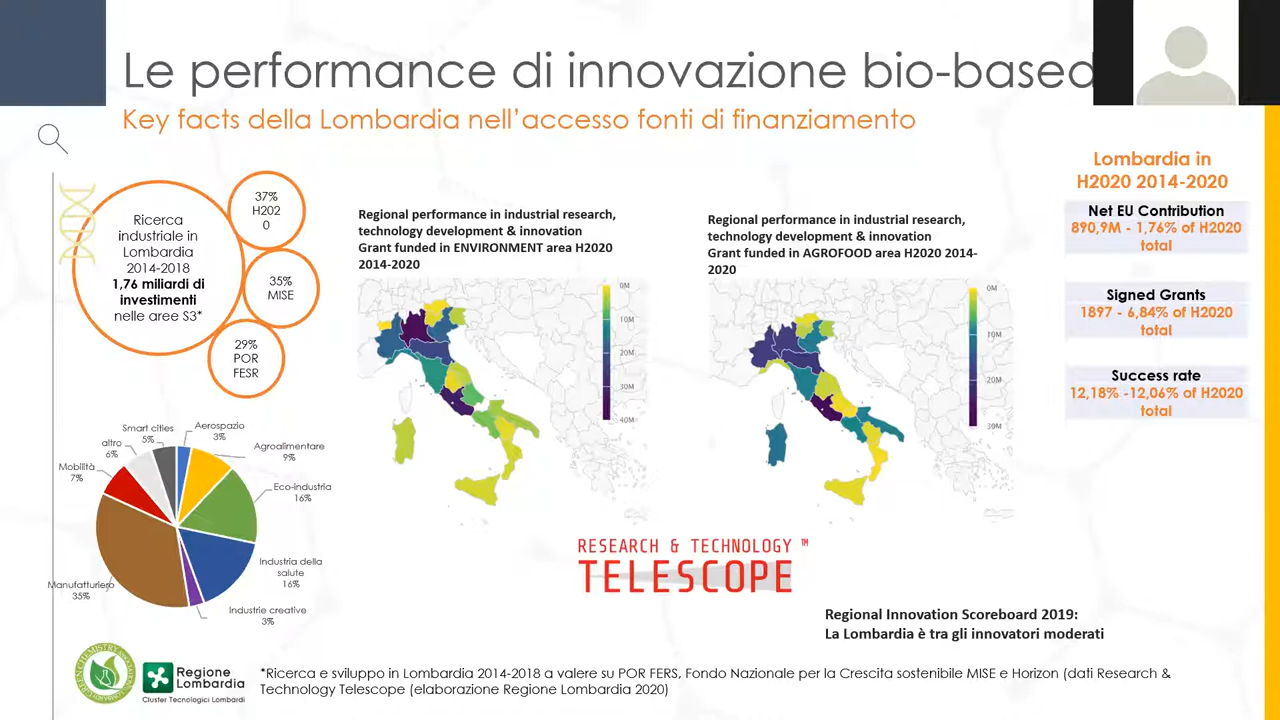 Le performance di innovazione bio-based
Key facts della Lombardia nell'accesso fonti di finanziamento
Ricerca
industriale in
Lombardia
2014-2018
1,76 miliardi di
investimenti
nelle aree S3*
37%
H202
0
35%
MISE
29%
POR
FESR
Regional performance in industrial research,
technology development & innovation
Grant funded in ENVIRONMENT area H2020
2014-2020
0M
10M
20M
30M
40M
Regional performance in industrial research,
technology development & innovation
Grant funded in AGROFOOD area H2020 2014-
2020
0M
10M
20M
30M
Lombardia in
H2020 2014-2020
Net EU Contribution
890,9M - 1,76% of H2020
total
Signed Grants
1897 - 6,84% of H2020
total
Success rate
12,18% -12,06% of H2020
total
Smart cities
5%
Aerospazio
3%
altro
6%
Agroalimentare
9%
Mobilità
7%
Eco-industria
16%
Industria della
salute
16%
Manufatturiero
35%
Industrie creative
3%
RESEARCH & TECHNOLOGY ™
TELESCOPE
Regional Innovation Scoreboard 2019:
La Lombardia è tra gli innovatori moderati
Regione
Lombardia
Cluster Tecnologici Lombardi
*Ricerca e sviluppo in Lombardia 2014-2018 a valere su POR FERS, Fondo Nazionale per la Crescita sostenibile MISE e Horizon (dati Research &
Technology Telescope (elaborazione Regione Lombardia 2020)